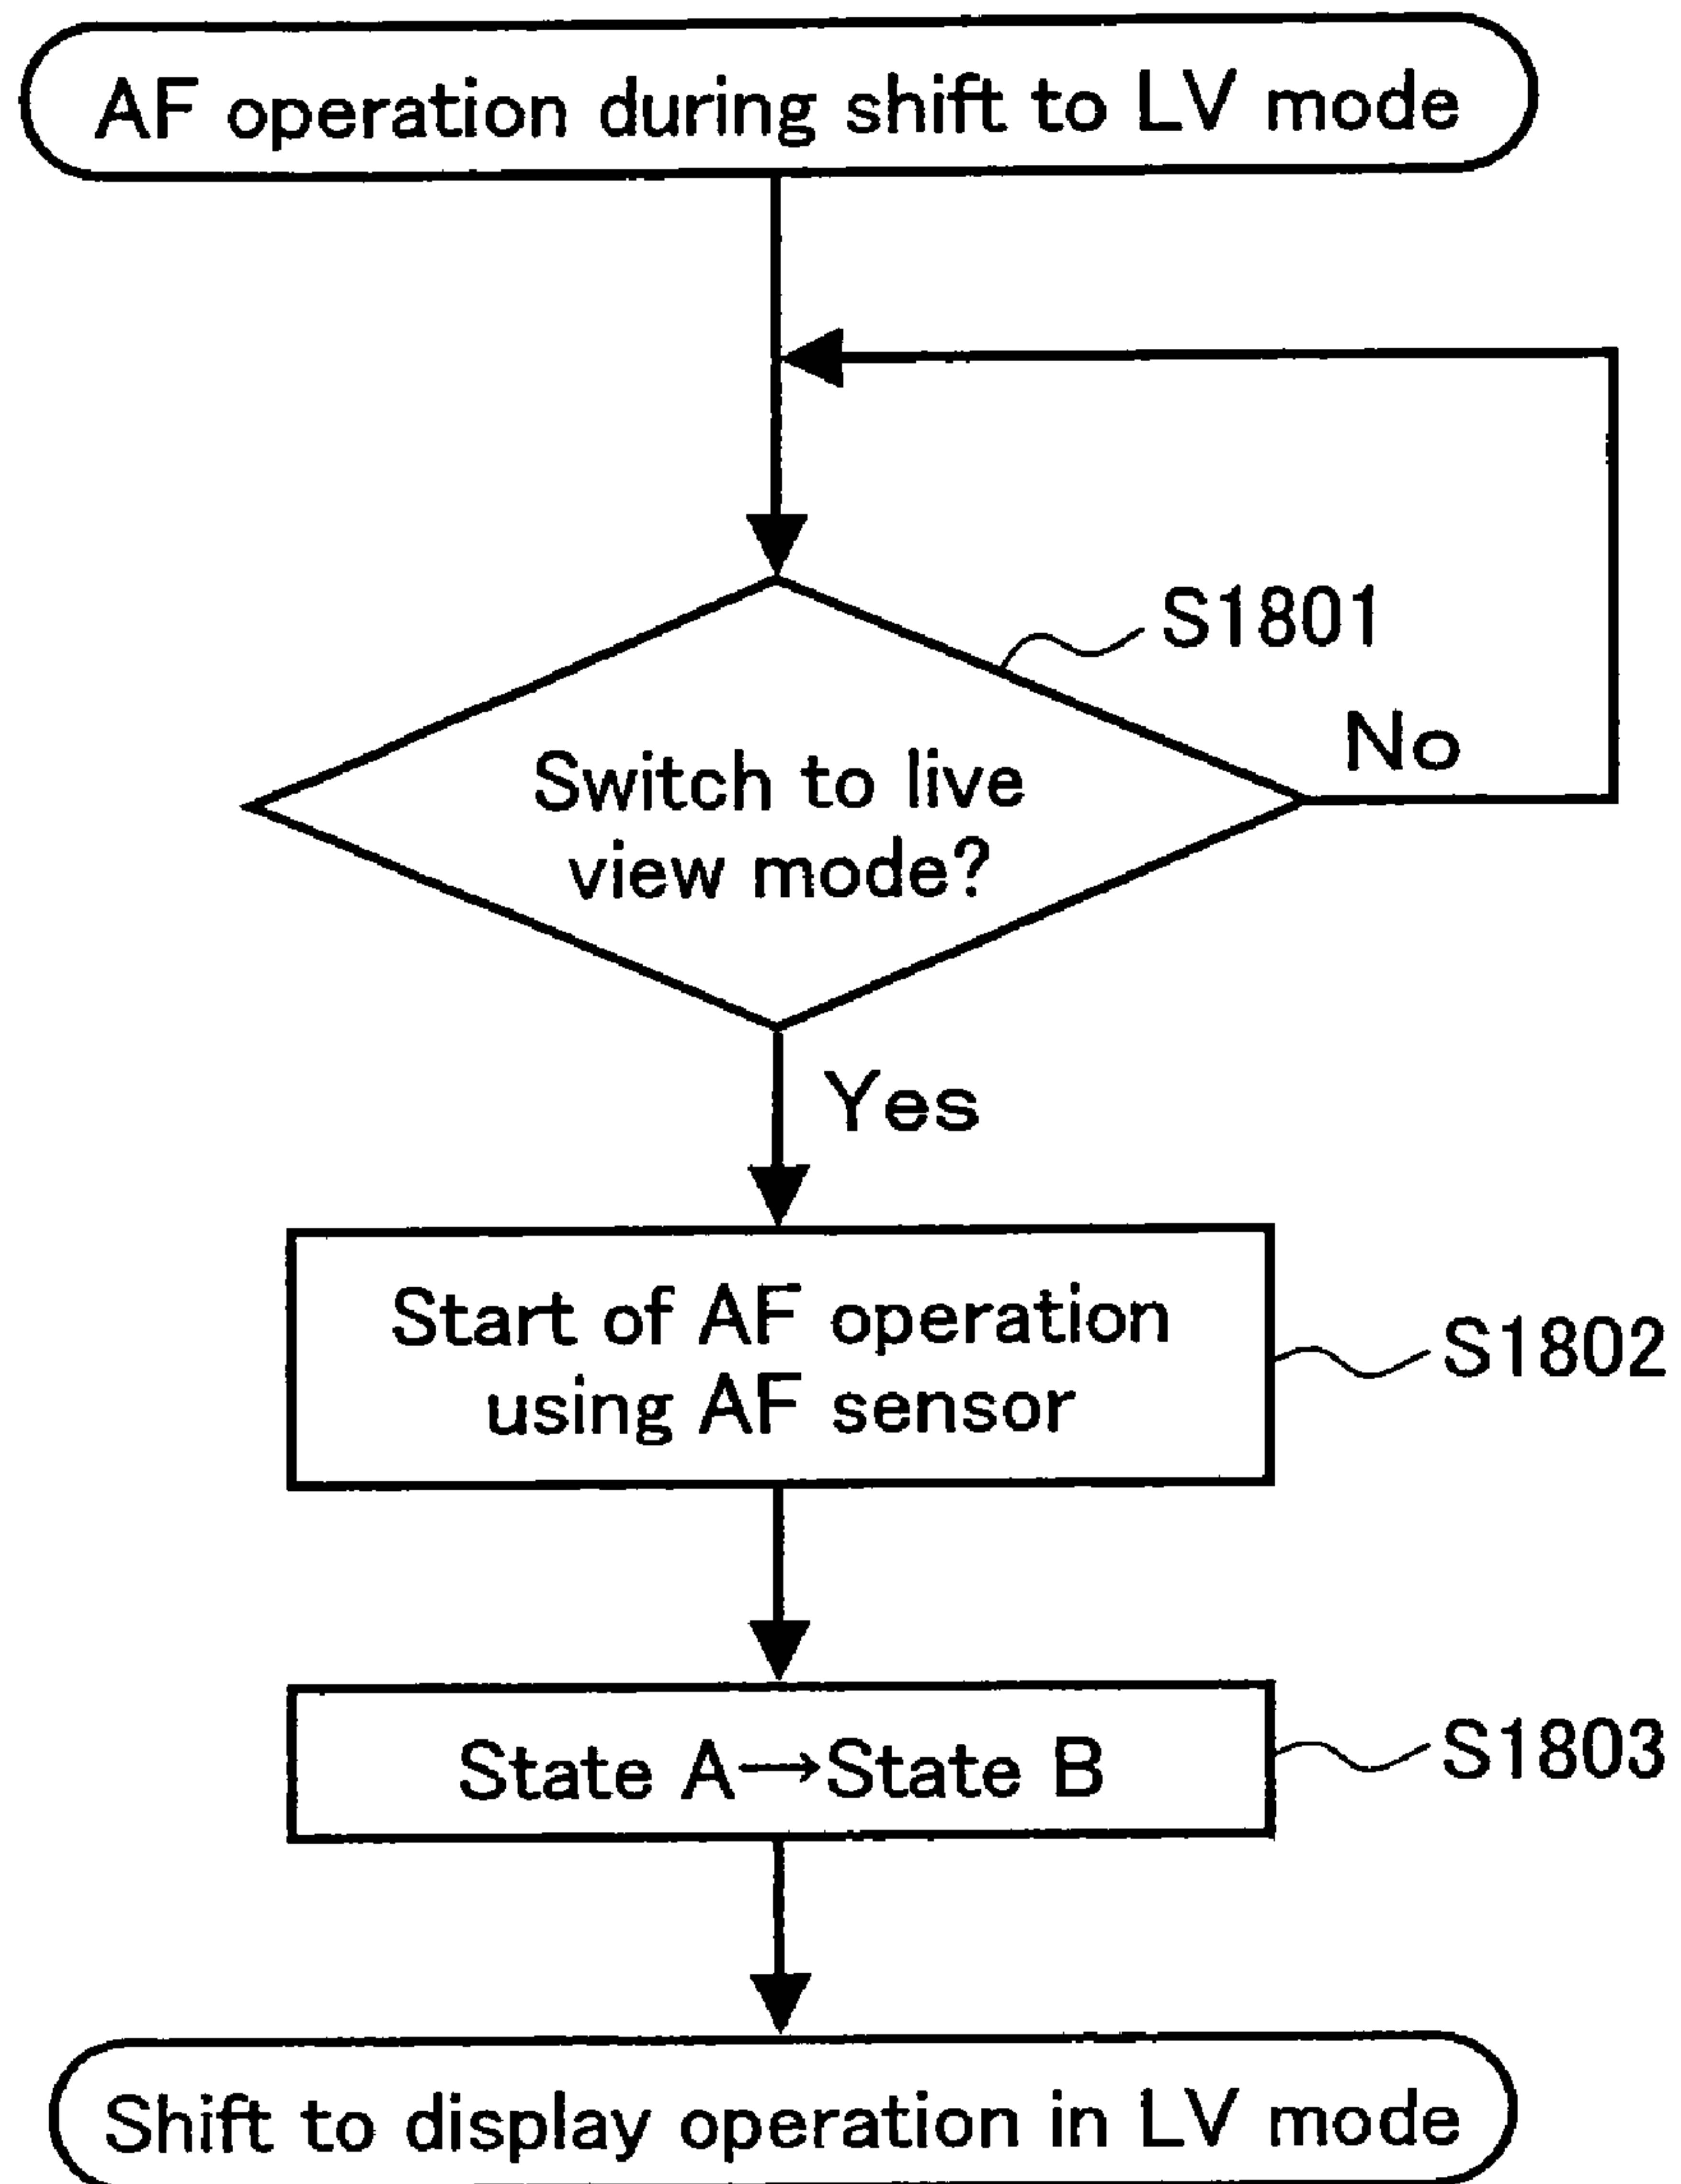 AF operation during shift to LV mode
S1801
No
Switch to live
view mode?
Yes
Start of AF operation
using AF sensor
S1802
State A→State B
S1803
Shift to display operation in LV mode